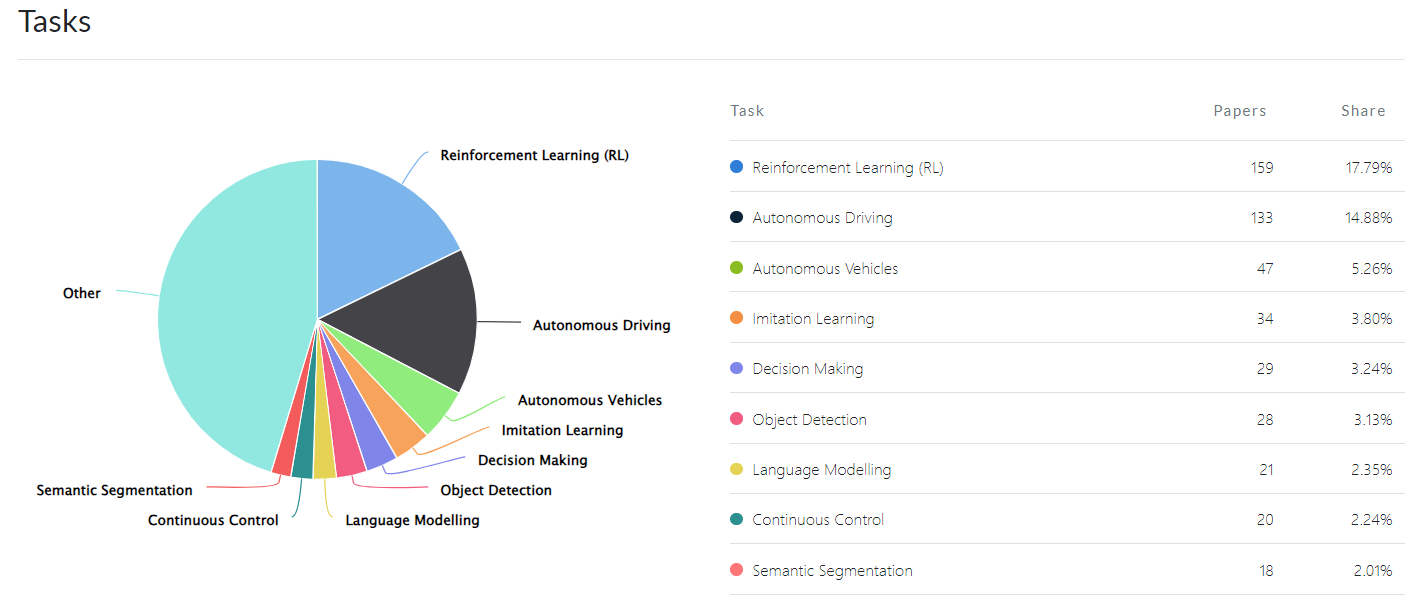 Tasks
Reinforcement Learning (RL)
Other
Autonomous Driving
Autonomous Vehicles
Imitation Learning
Decision Making
Semantic Segmentation
Object Detection
Continuous Control
Language Modelling
Task Papers Share
Reinforcement Learning (RL) 159 17.79%
Autonomous Driving 133 14.88%
Autonomous Vehicles 47 5.26%
Imitation Learning 34 3.80%
Decision Making 29 3.24%
Object Detection 28 3.13%
Language Modelling 21 2.35%
Continuous Control 20 2.24%
Semantic Segmentation 18 2.01%